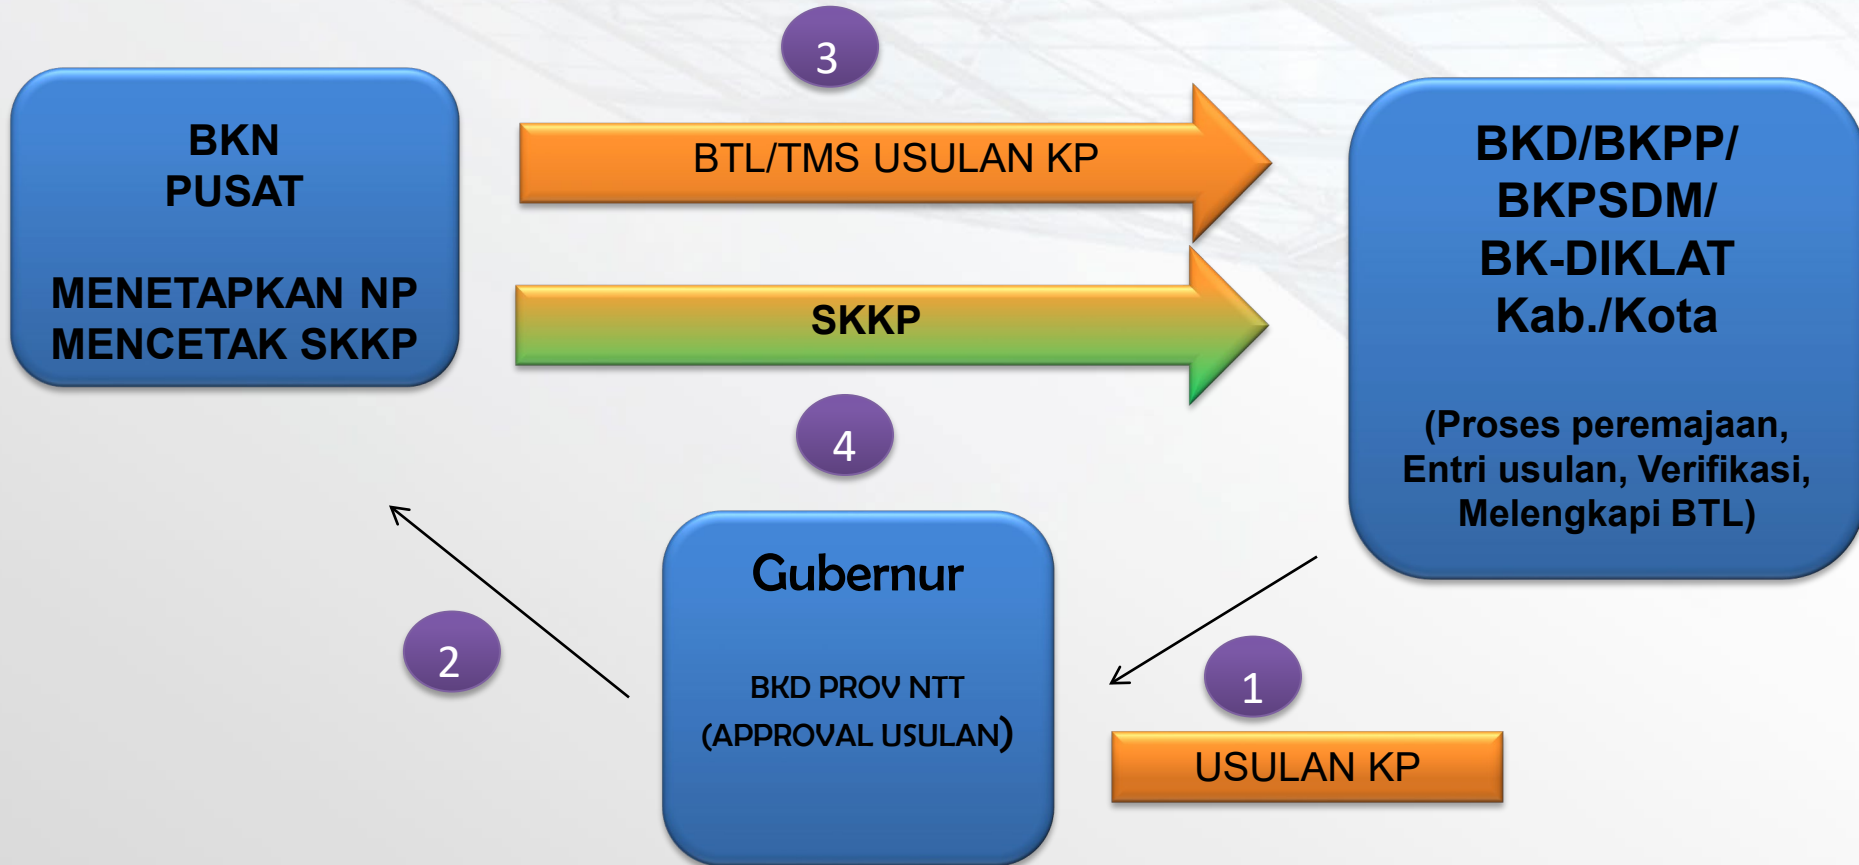 3
BKN
PUSAT
MENETAPKAN NP
MENCETAK SKKP
BTL/TMS USULAN KP
SKKP
4
BKD/BKPP/
BKPSDM/
BK-DIKLAT
Kab./Kota
(Proses peremajaan,
Entri usulan, Verifikasi,
Melengkapi BTL)
2
Gubernur
BKD PROV NTT
(APPROVAL USULAN)
1
USULAN KP